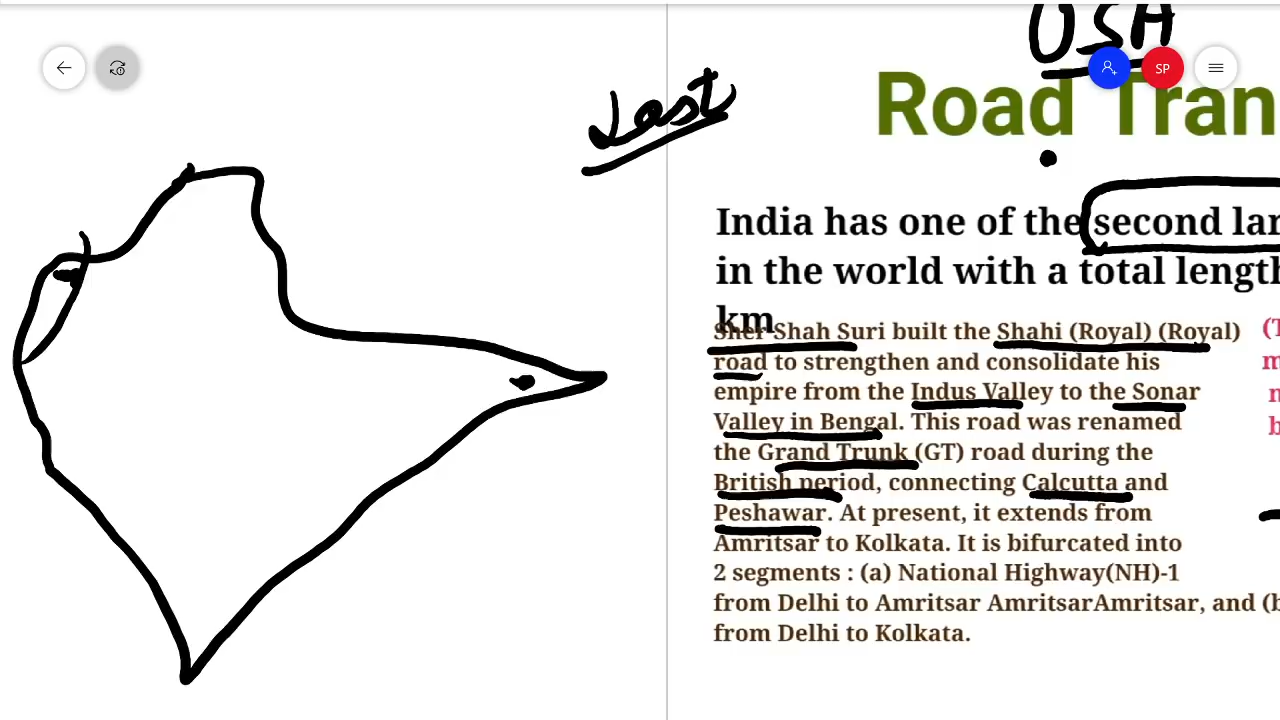 USA
Last
SP
Road Tran
India has one of the second lar
in the world with a total length
km
Sher Shah Suri built the Shahi (Royal) (Royal)
road to strengthen and consolidate his
empire from the Indus Valley to the Sonar
Valley in Bengal. This road was renamed
the Grand Trunk (GT) road during the
British period, connecting Calcutta and
Peshawar. At present, it extends from
Amritsar to Kolkata. It is bifurcated into
2 segments : (a) National Highway(NH)-1
from Delhi to Amritsar AmritsarAmritsar, and (b
from Delhi to Kolkata.
(T
m
n
b